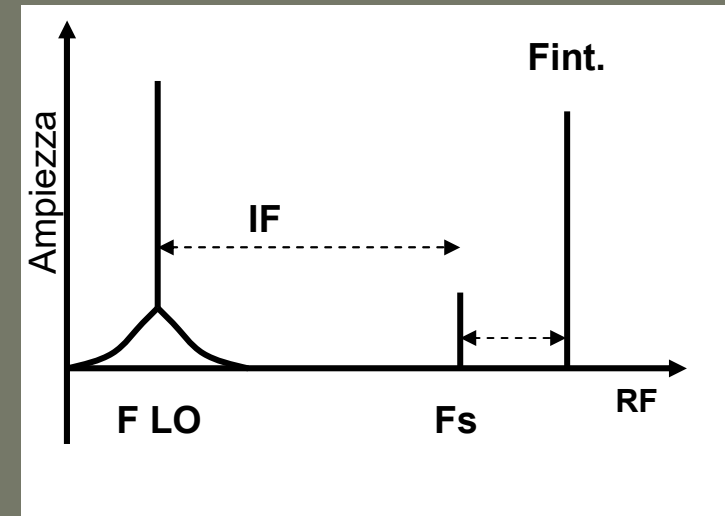 Fint.
Ampiezza
IF
RF
F LO
Fs